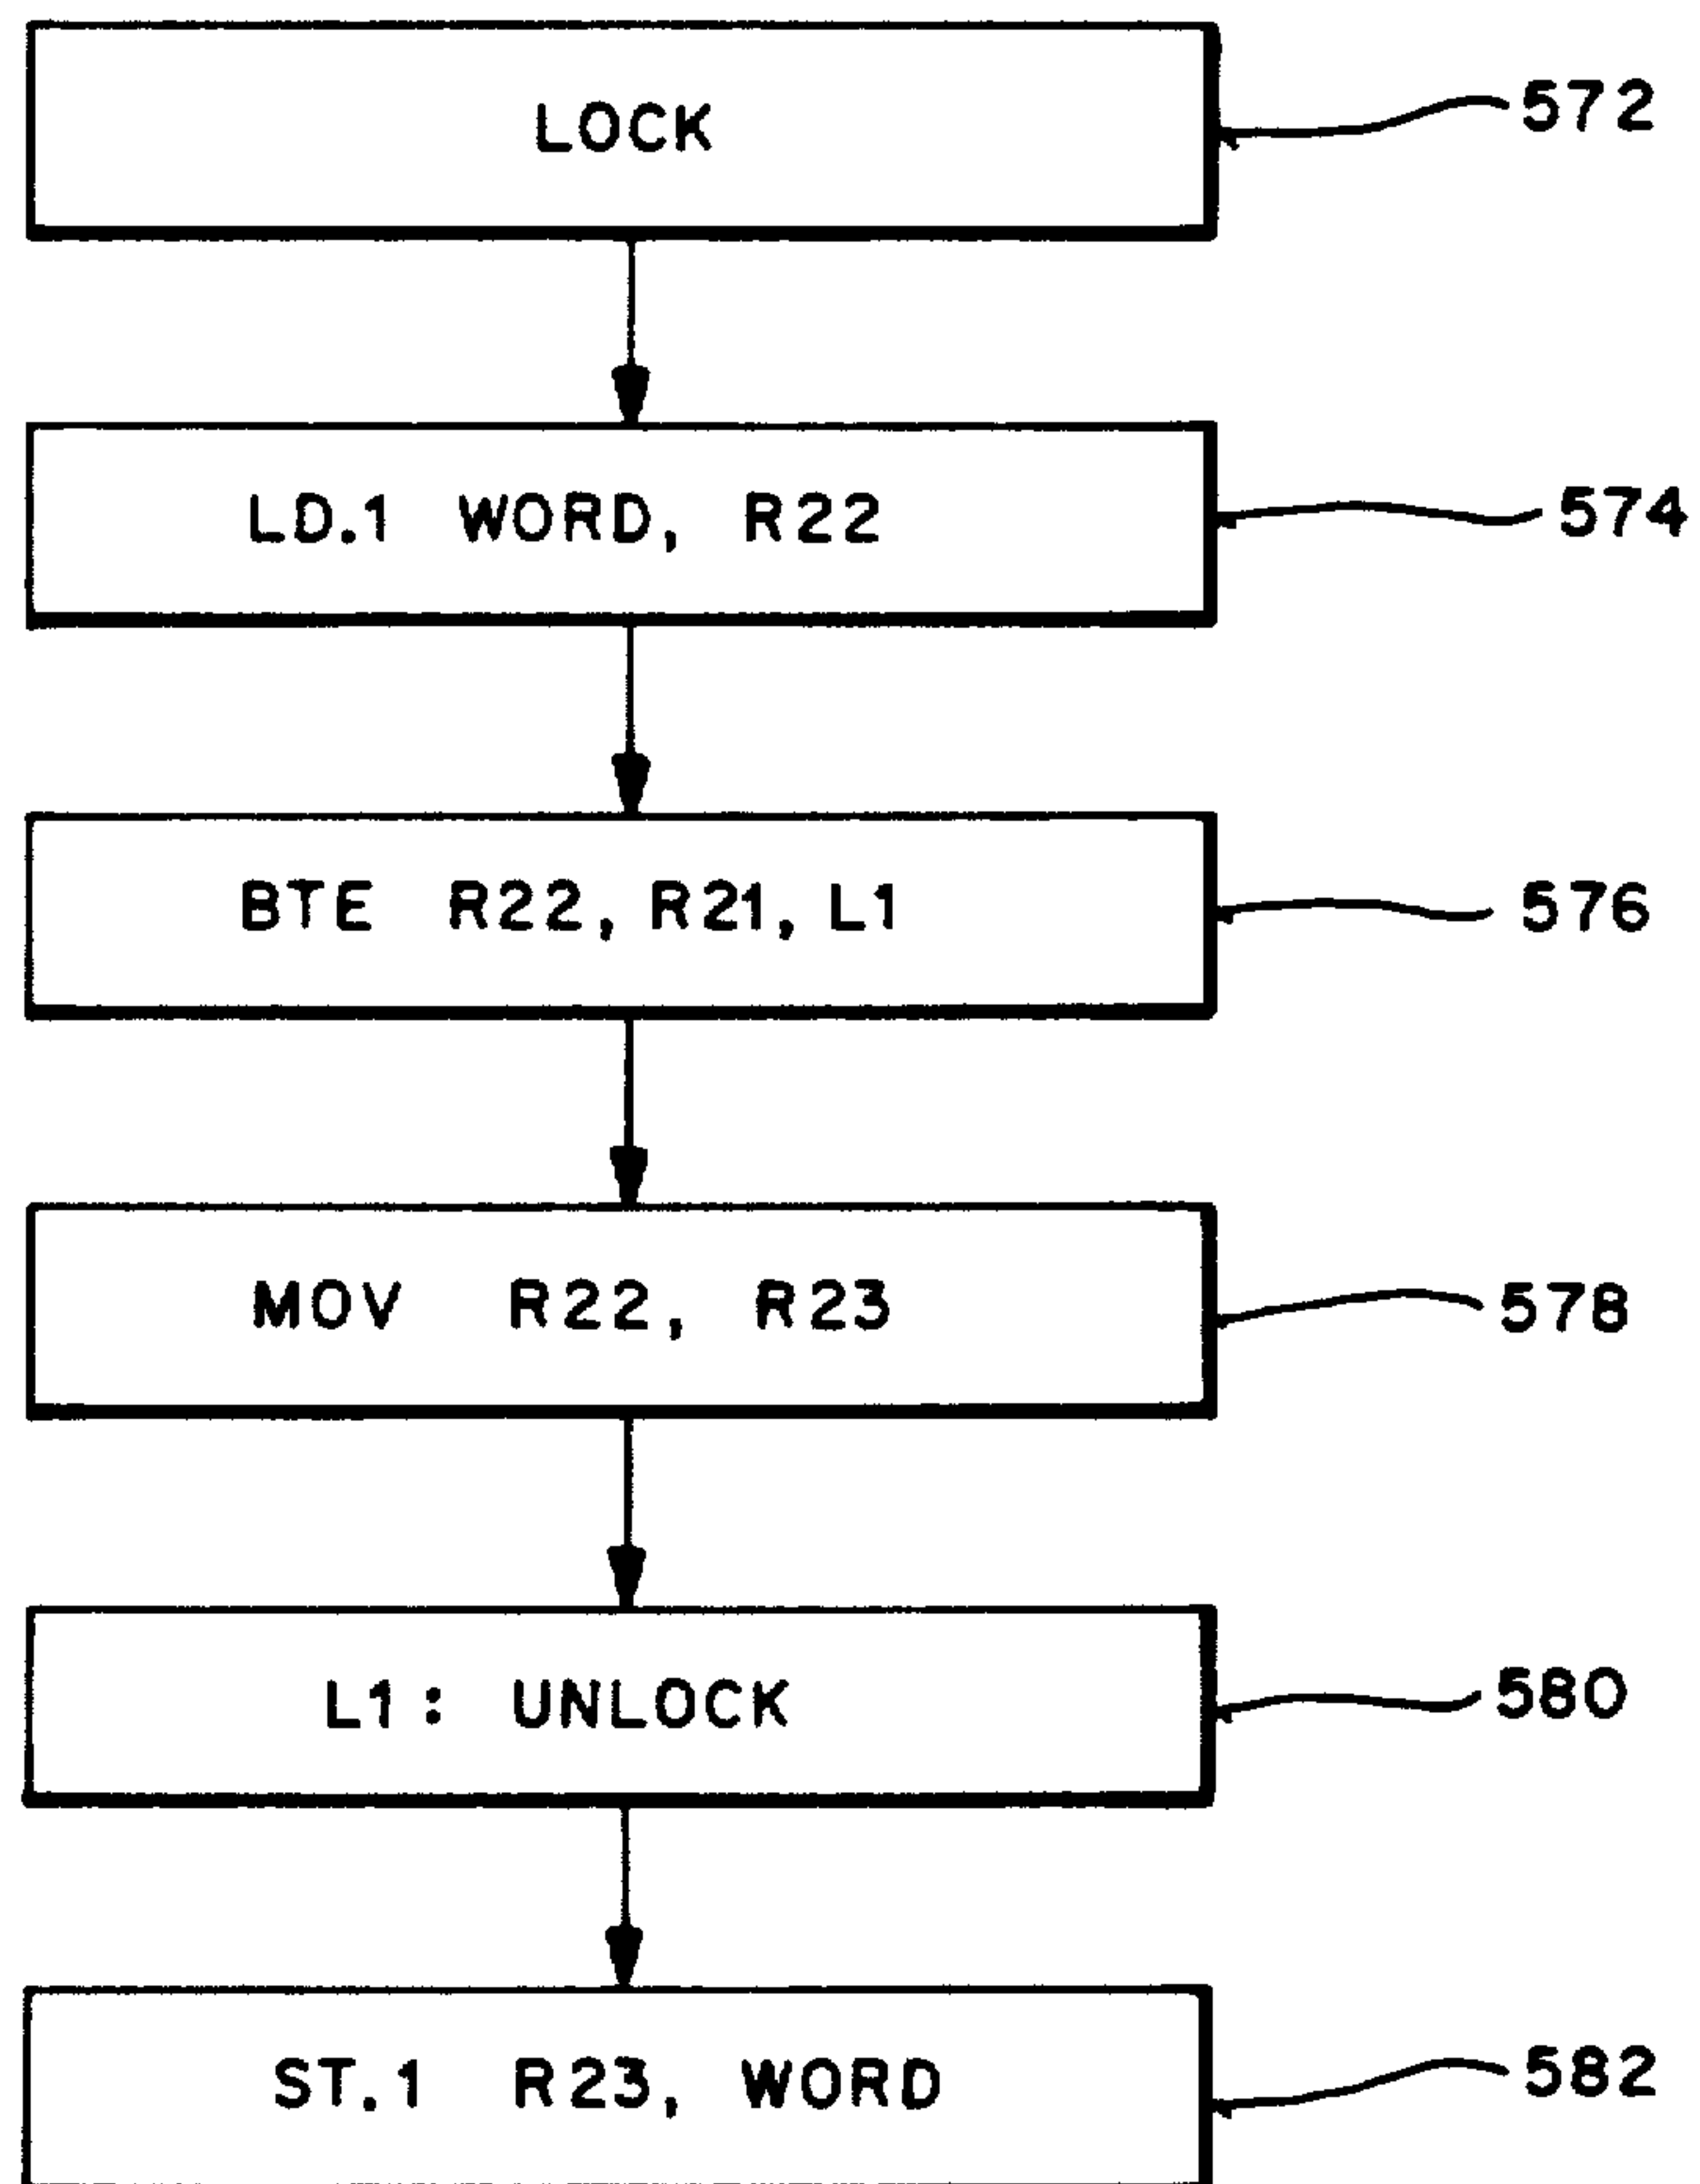 LOCK 572
LD.1 WORD, R22 574
BTE R22, R21, L1 576
MOV R22, R23 578
L1: UNLOCK 580
ST.1 R23, WORD 582